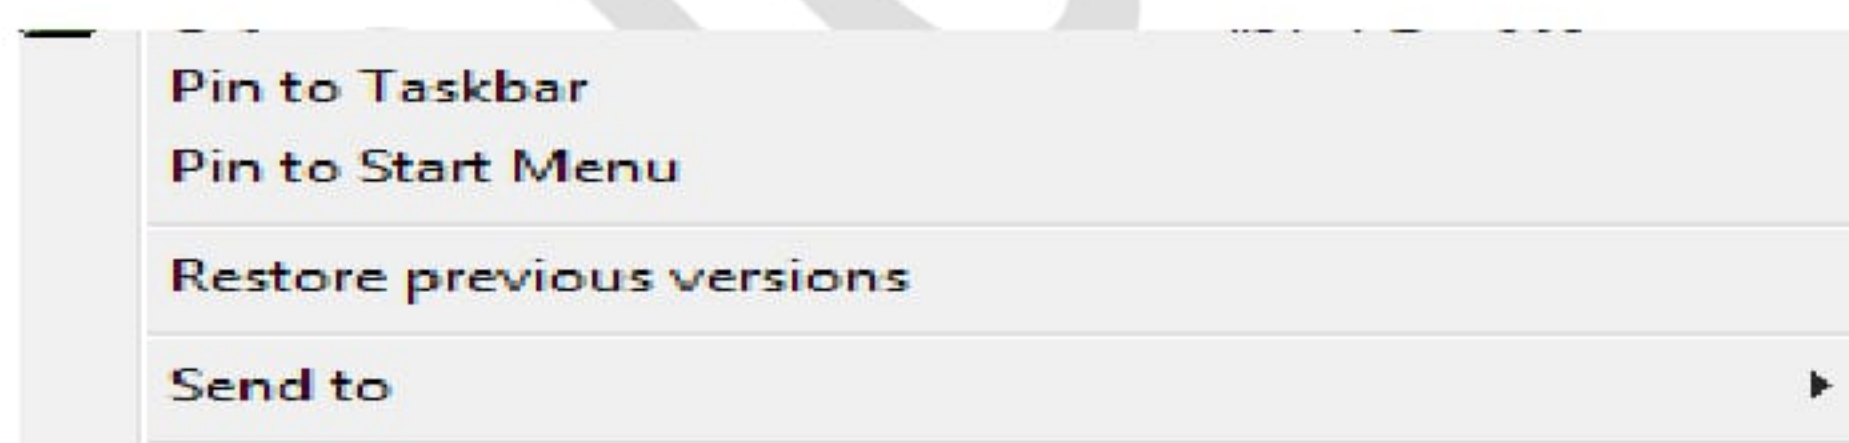 Pin to Taskbar
Pin to Start Menu
Restore previous versions
Send to